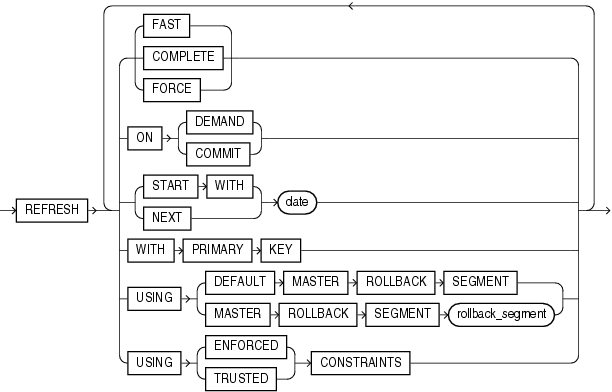 FAST
COMPLETE
FORCE
ON DEMAND
COMMIT
START WITH
NEXT
date
REFRESH
WITH PRIMARY KEY
USING DEFAULT MASTER ROLLBACK SEGMENT
MASTER ROLLBACK SEGMENT rollback_segment
USING ENFORCED
TRUSTED
CONSTRAINTS